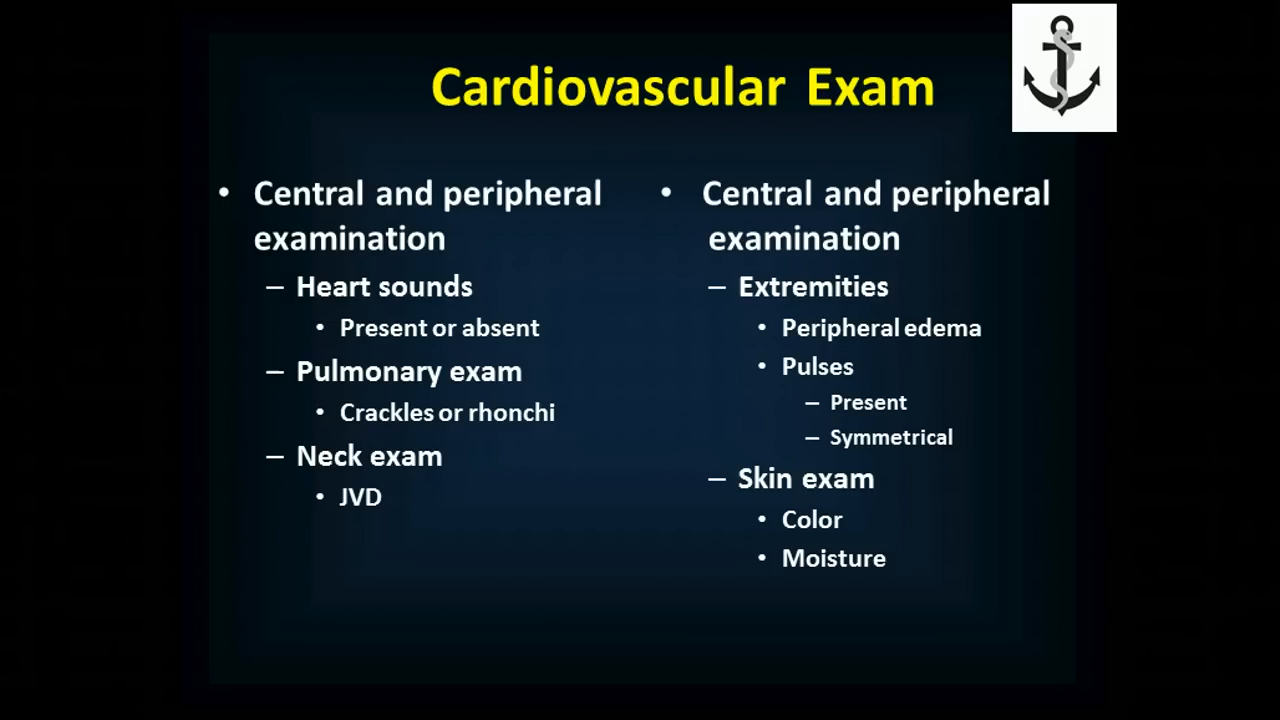 Cardiovascular Exam
• Central and peripheral
examination
– Heart sounds
• Present or absent
– Pulmonary exam
• Crackles or rhonchi
– Neck exam
• JVD
• Central and peripheral
examination
– Extremities
• Peripheral edema
• Pulses
– Present
– Symmetrical
– Skin exam
• Color
• Moisture